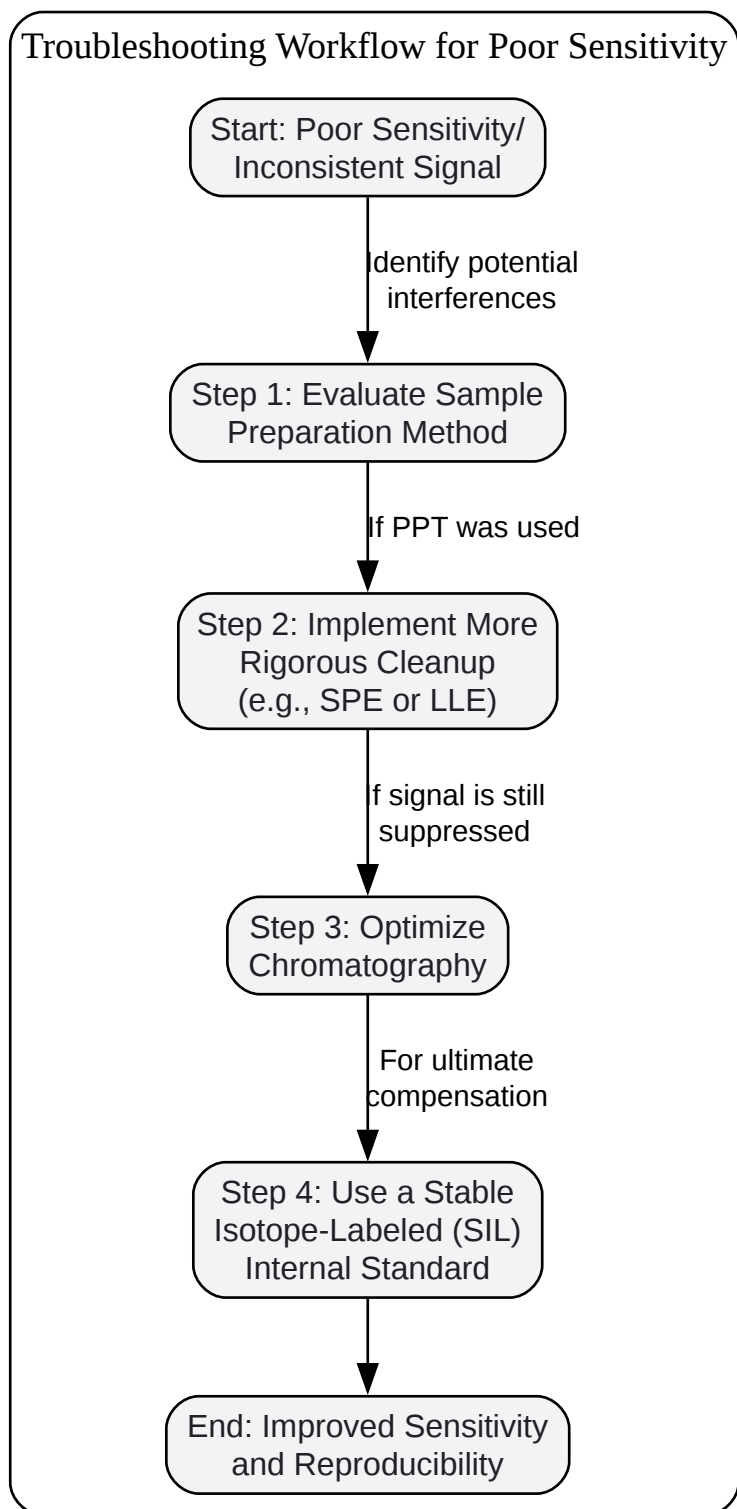 Troubleshooting Workflow for Poor Sensitivity
Start: Poor Sensitivity/
Inconsistent Signal
Identify potential
interferences
Step 1: Evaluate Sample
Preparation Method
If PPT was used
Step 2: Implement More
Rigorous Cleanup
(e.g., SPE or LLE)
If signal is still
suppressed
Step 3: Optimize
Chromatography
For ultimate
compensation
Step 4: Use a Stable
Isotope-Labeled (SIL)
Internal Standard
End: Improved Sensitivity
and Reproducibility